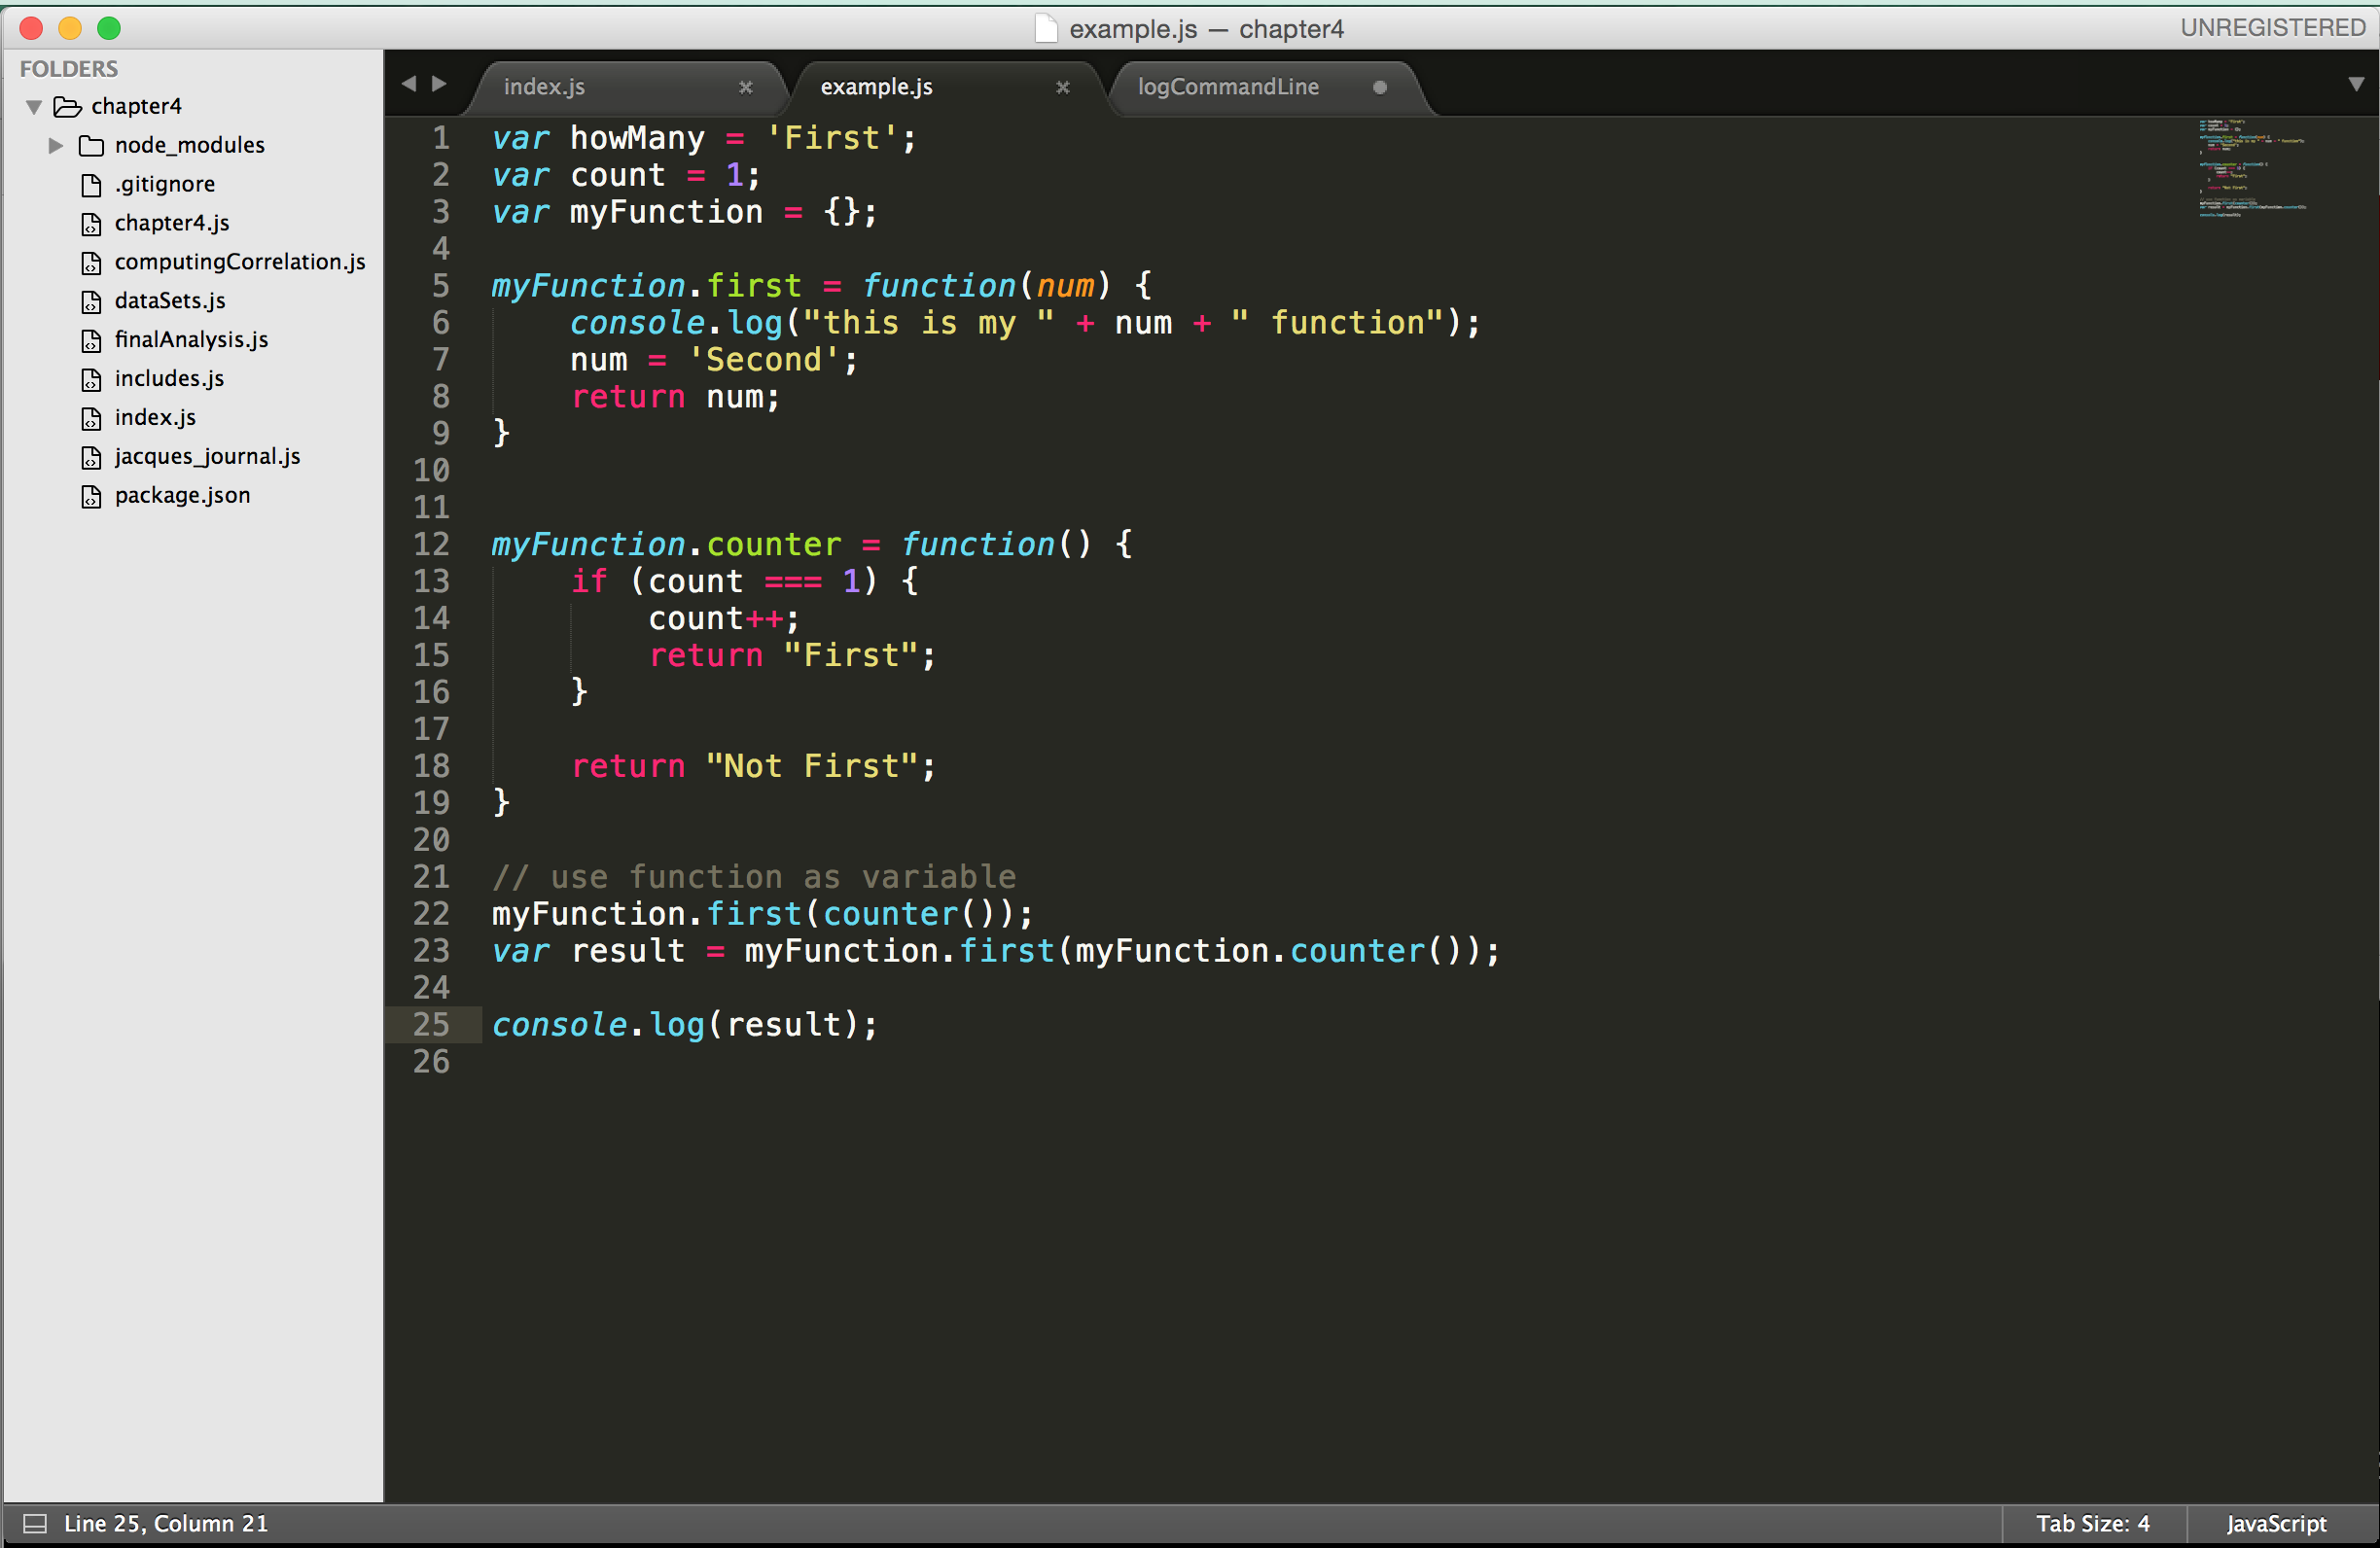 example.js — chapter4
UNREGISTERED
FOLDERS
chapter4
node_modules
.gitignore
chapter4.js
computingCorrelation.js
dataSets.js
finalAnalysis.js
includes.js
index.js
jacques_journal.js
package.json
index.js
example.js
logCommandLine
1 var howMany = 'First';
2 var count = 1;
3 var myFunction = {};
4
5 myFunction.first = function(num) {
6     console.log("this is my " + num + " function");
7     num = 'Second';
8     return num;
9 }
10
11
12 myFunction.counter = function() {
13     if (count === 1) {
14         count++;
15         return "First";
16     }
17
18     return "Not First";
19 }
20
21 // use function as variable
22 myFunction.first(counter());
23 var result = myFunction.first(myFunction.counter());
24
25 console.log(result);
26
Line 25, Column 21
Tab Size: 4
JavaScript